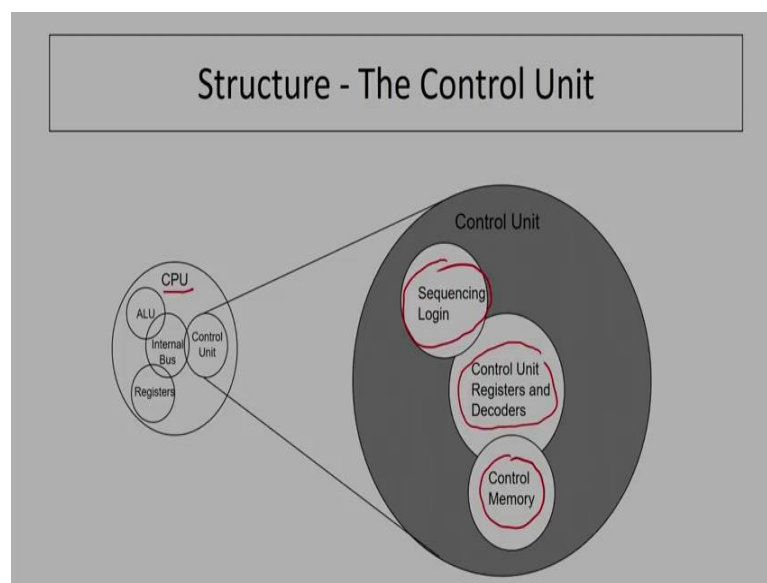 Structure - The Control Unit
CPU
ALU
Internal
Bus
Control
Unit
Registers
Control Unit
Sequencing
Login
Control Unit
Registers and
Decoders
Control
Memory